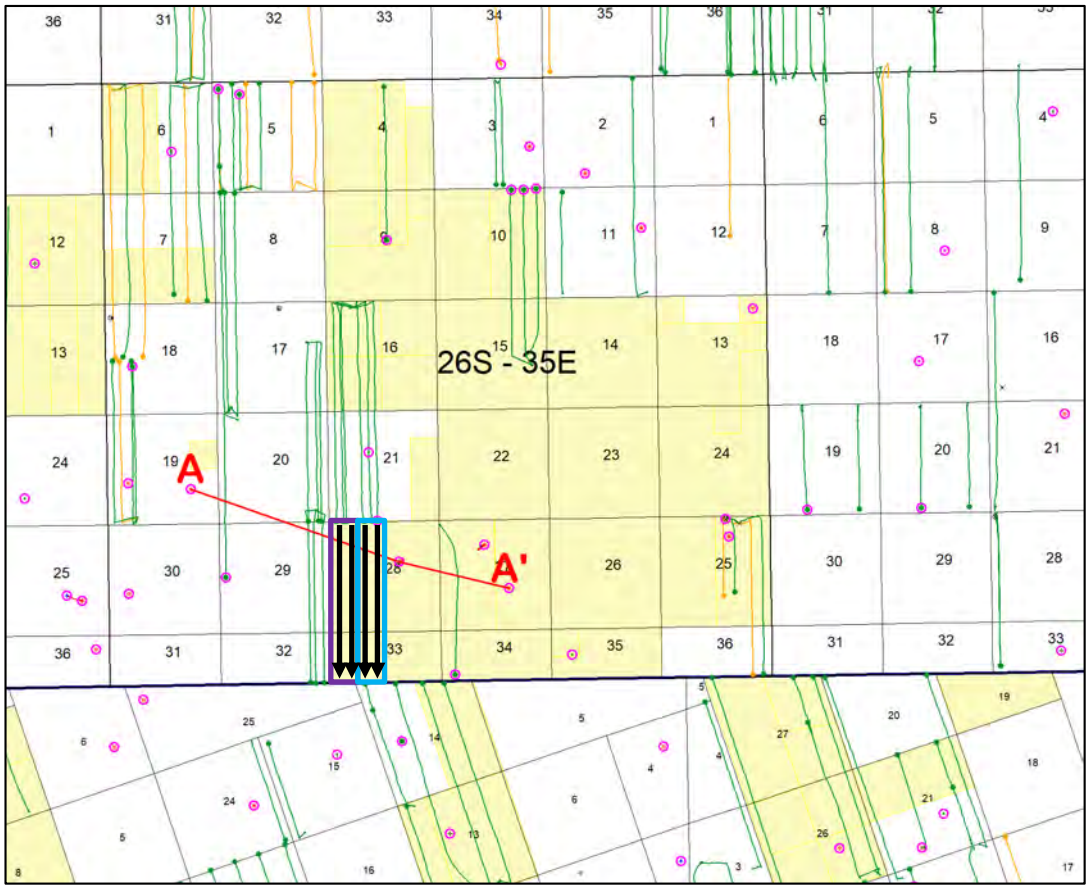 36 31 32 33 34 35 36 31 32 33
1 6 5 4 3 2 1 6 5 4
12 7 8 9 10 11 12 7 8 9
13 18 17 16 15 14 13 18 17 16
26S - 35E
24 19 20 21 22 23 24 19 20 21
A
25 30 29 28 A' 26 25 30 29 28
36 31 32 33 34 35 36 31 32 33
6 25 15 14 5 4 5 4 27 20 19
24 6 21 18
8 5 16 13 3 26 17